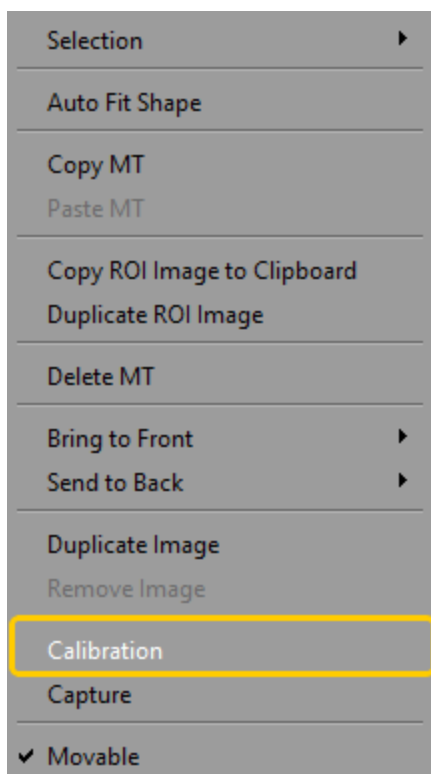 Selection
Auto Fit Shape
Copy MT
Paste MT
Copy ROI Image to Clipboard
Duplicate ROI Image
Delete MT
Bring to Front
Send to Back
Duplicate Image
Remove Image
Calibration
Capture
Movable